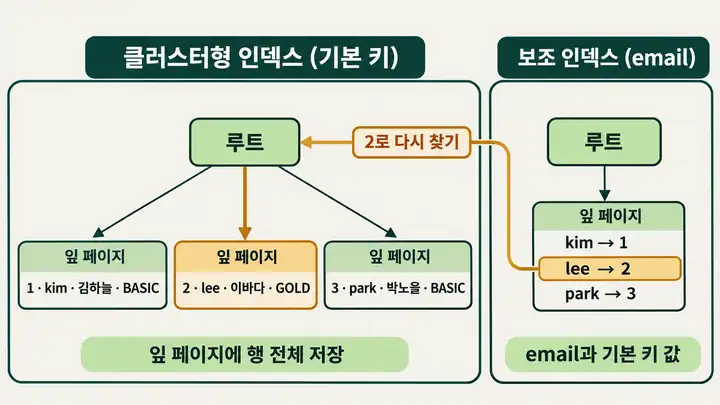 클러스터형 인덱스 (기본 키)
루트
잎 페이지
1 · kim · 김하늘 · BASIC
잎 페이지
2 · lee · 이바다 · GOLD
잎 페이지
3 · park · 박노을 · BASIC
잎 페이지에 행 전체 저장
2로 다시 찾기
보조 인덱스 (email)
루트
잎 페이지
kim → 1
lee → 2
park → 3
email과 기본 키 값